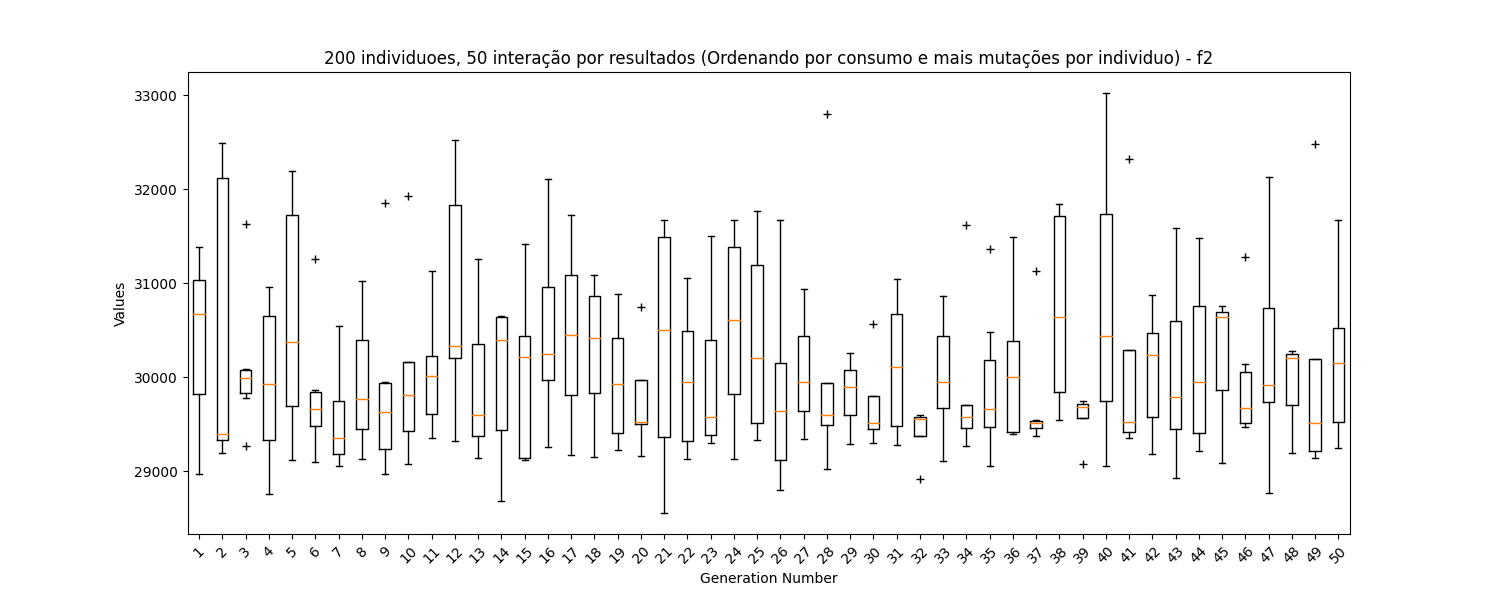 200 individuoes, 50 interação por resultados (Ordenando por consumo e mais mutações por individuo) - f2
33000
32000
31000
30000
29000
Values
1 2 3 4 5 6 7 8 9 10 11 12 13 14 15 16 17 18 19 20 21 22 23 24 25 26 27 28 29 30 31 32 33 34 35 36 37 38 39 40 41 42 43 44 45 46 47 48 49 50
Generation Number